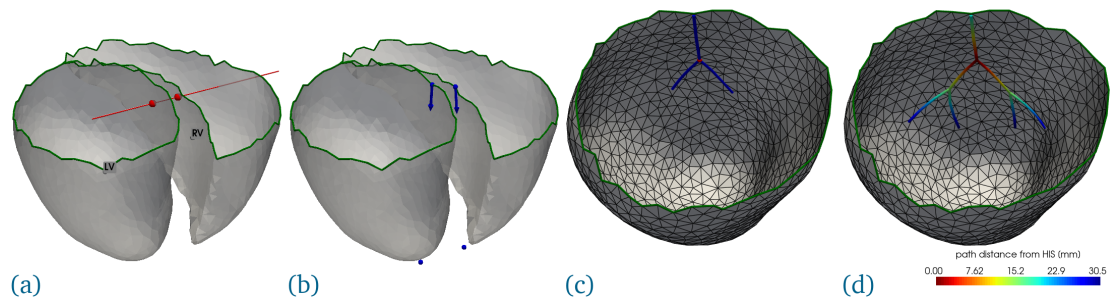 RV
LV
path distance from HIS [mm]
0.00 7.62 15.2 22.9 30.5
(a) (b) (c) (d)